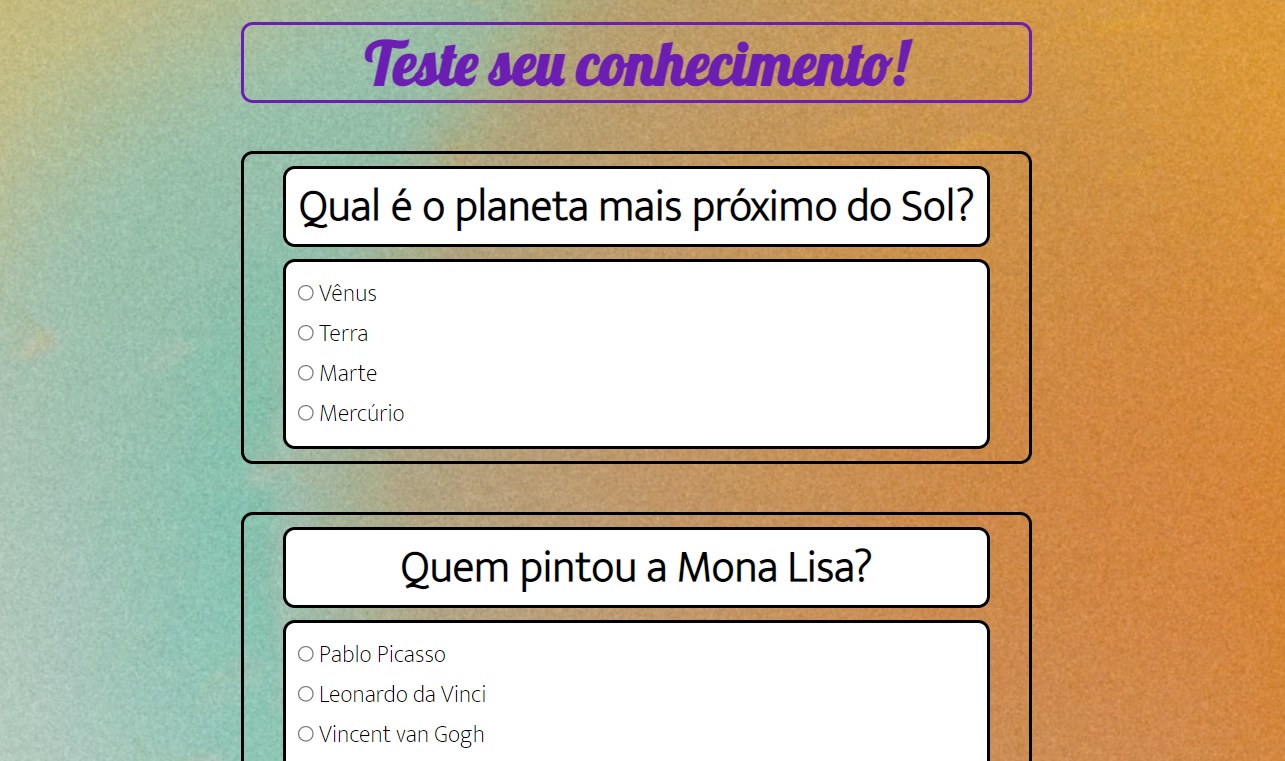 Teste seu conhecimento!
Qual é o planeta mais próximo do Sol?
Vênus
Terra
Marte
Mercúrio
Quem pintou a Mona Lisa?
Pablo Picasso
Leonardo da Vinci
Vincent van Gogh